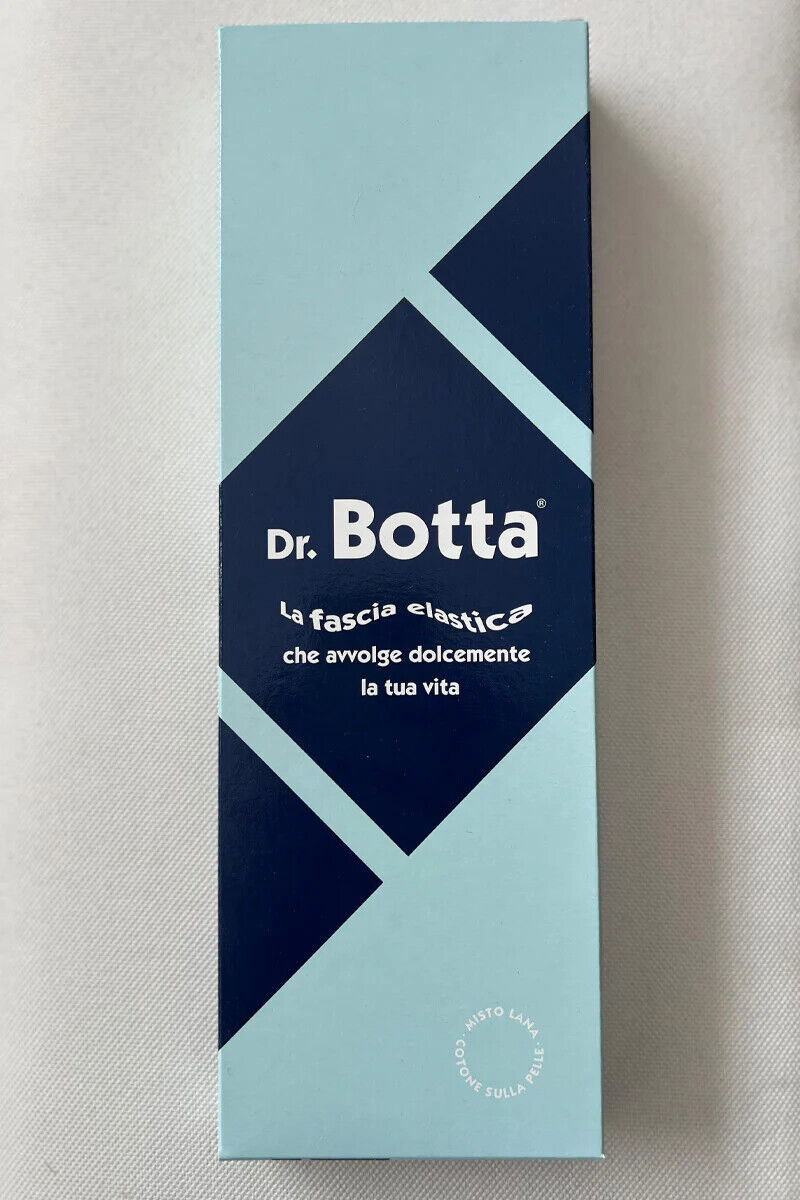 Dr. Botta®
La fascia elastica
che avvolge dolcemente
la tua vita
· MISTO LANA ·
COTONE SULLA PELLE